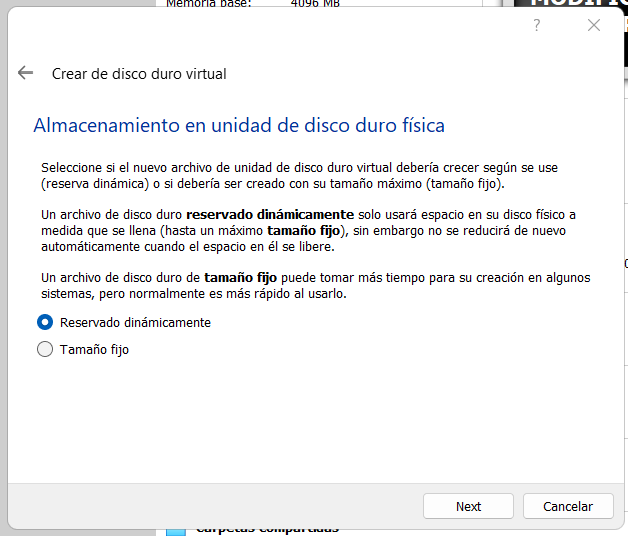 Memoria base: 4096 MB
?
Crear de disco duro virtual
Almacenamiento en unidad de disco duro física
Seleccione si el nuevo archivo de unidad de disco duro virtual debería crecer según se use
(reserva dinámica) o si debería ser creado con su tamaño máximo (tamaño fijo).
Un archivo de disco duro reservado dinámicamente solo usará espacio en su disco físico a
medida que se llena (hasta un máximo tamaño fijo), sin embargo no se reducirá de nuevo
automáticamente cuando el espacio en él se libere.
Un archivo de disco duro de tamaño fijo puede tomar más tiempo para su creación en algunos
sistemas, pero normalmente es más rápido al usarlo.
Reservado dinámicamente
Tamaño fijo
Next
Cancelar
Carpetas compartidas